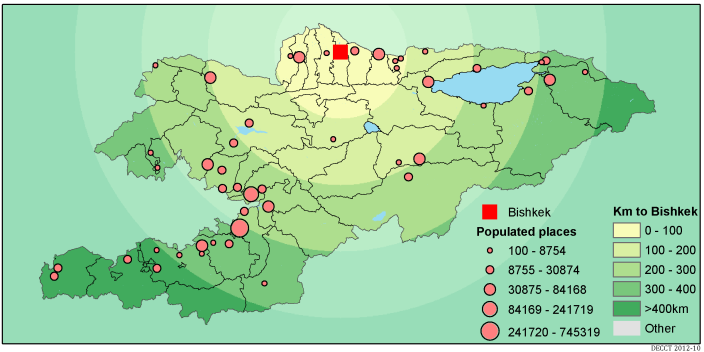 Bishkek
Populated places
100 - 8754
8755 - 30874
30875 - 84168
84169 - 241719
241720 - 745319
Km to Bishkek
0 - 100
100 - 200
200 - 300
300 - 400
>400km
Other
DECCT 2012-10